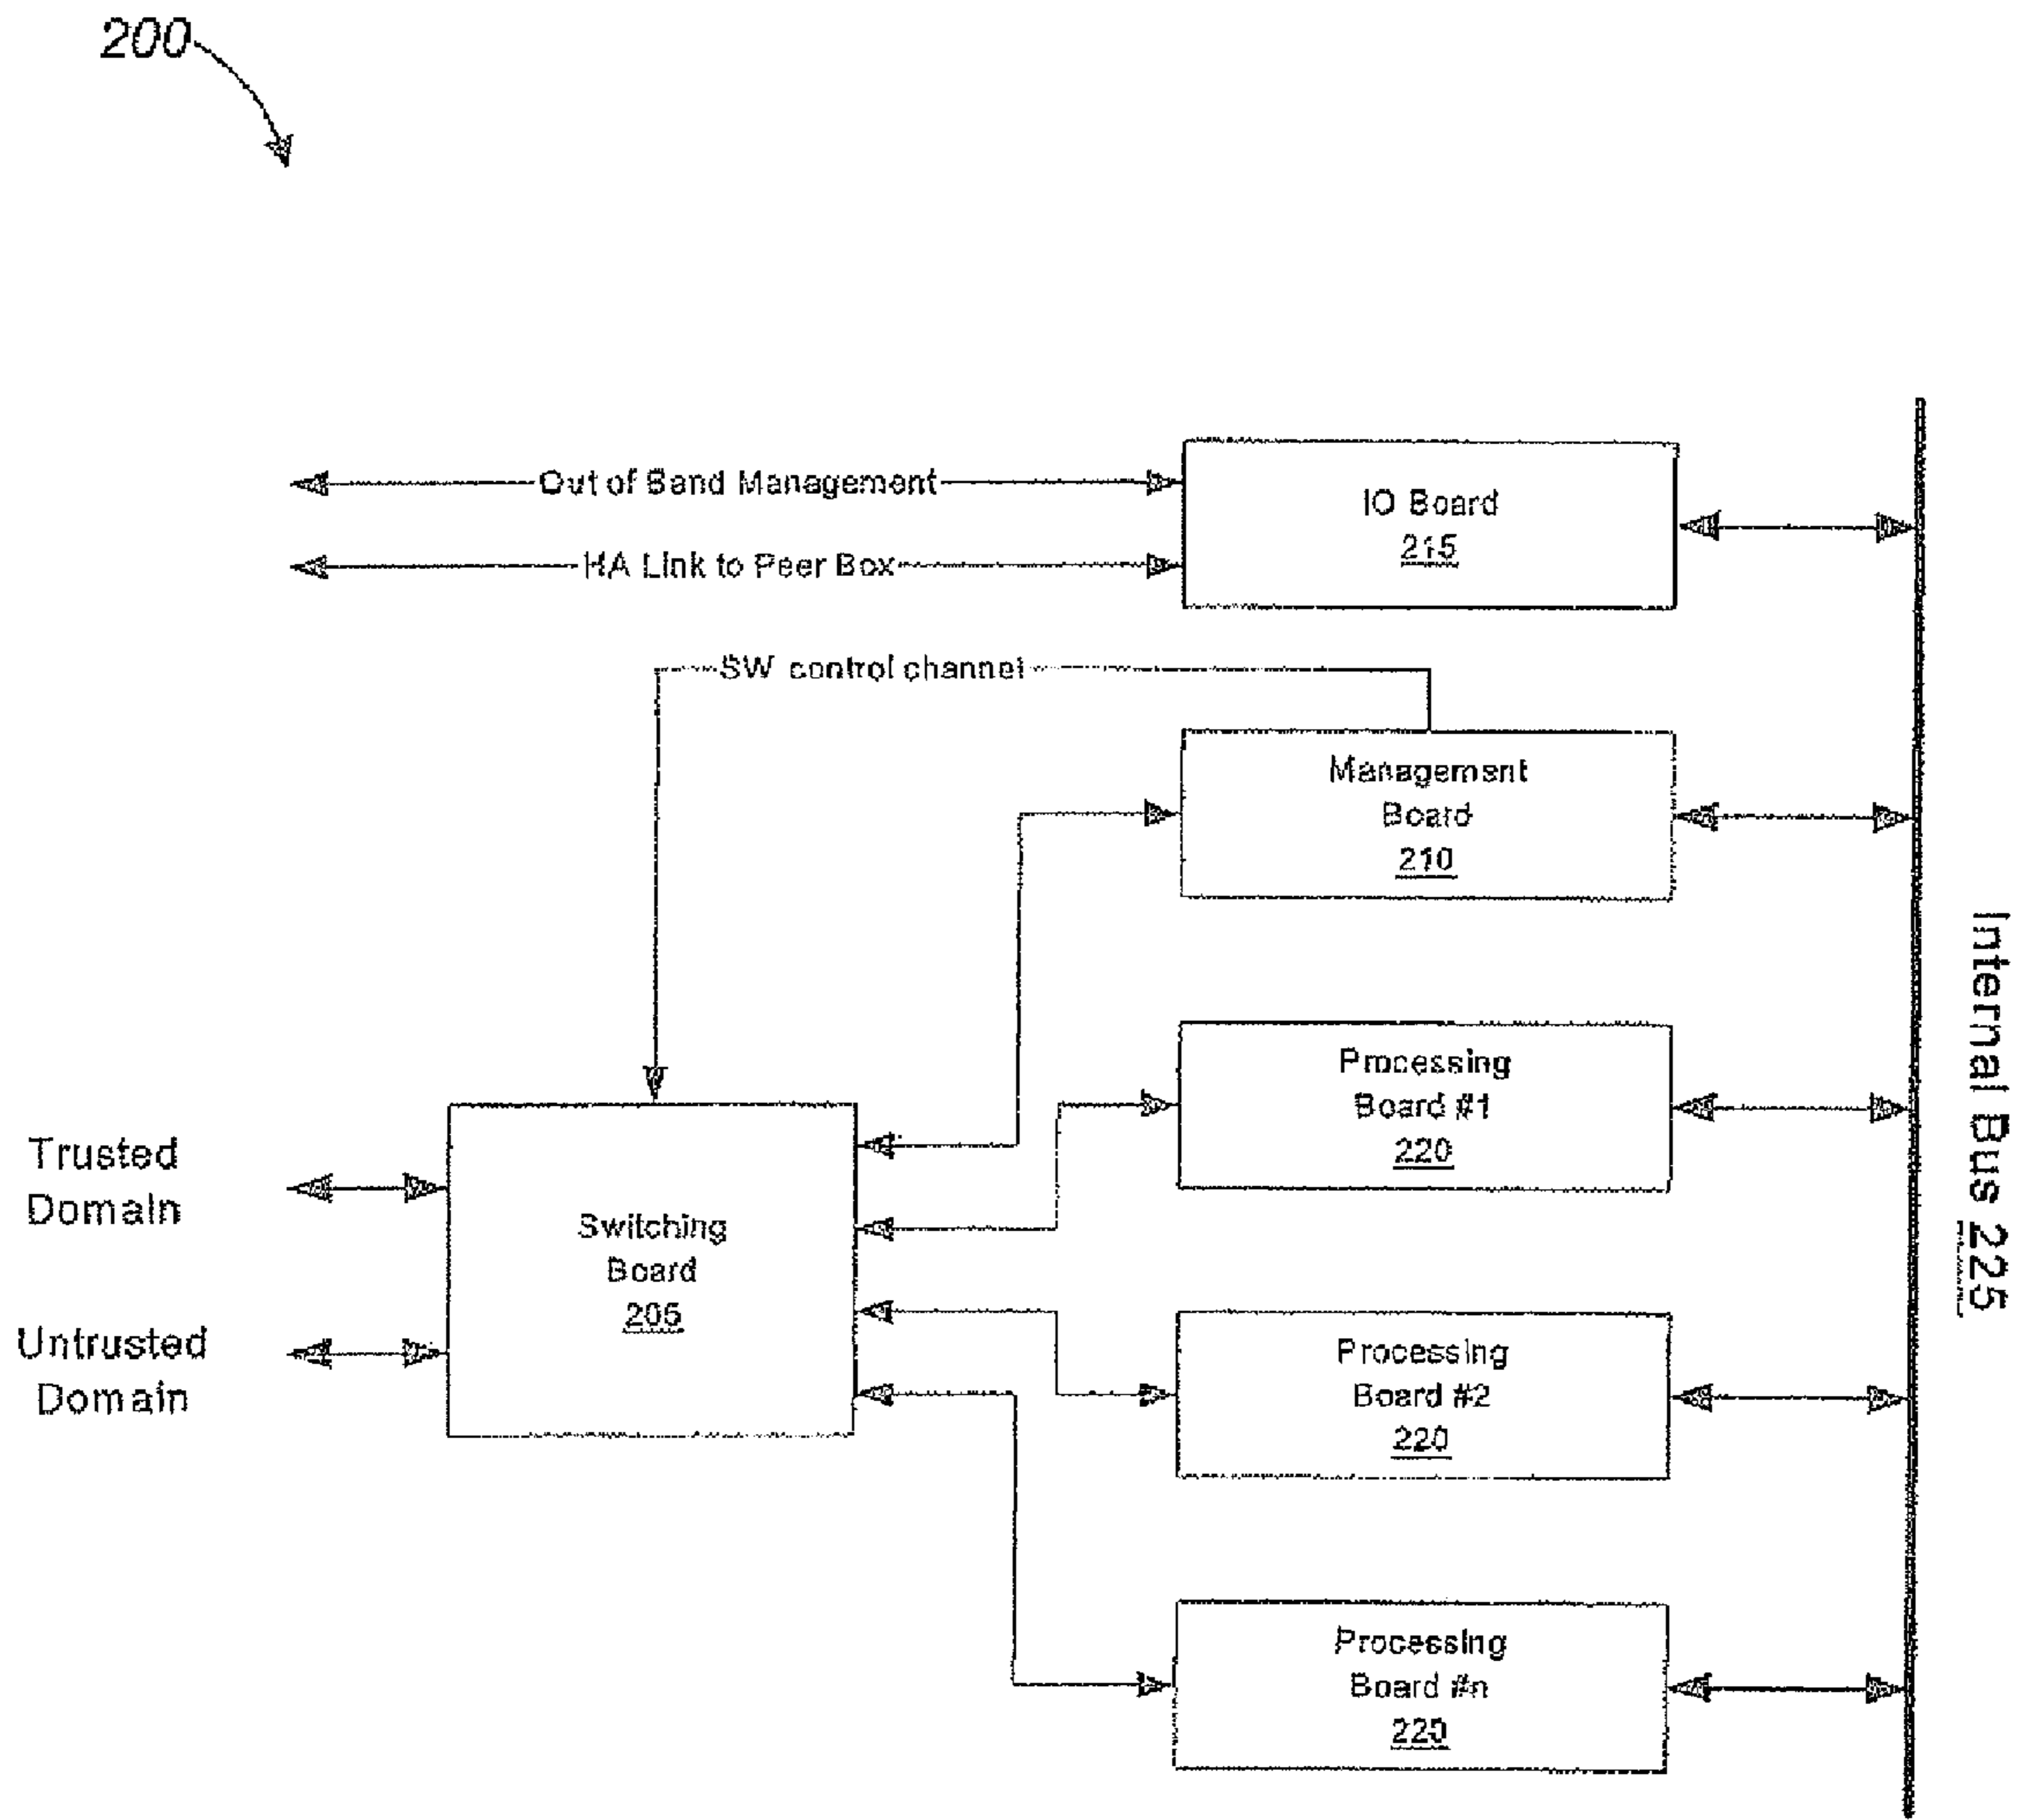 200
Out of Band Management
IO Board
215
HA Link to Peer Box
SW control channel
Management
Board
210
Internal Bus 225
Processing
Board #1
220
Trusted
Domain
Switching
Board
205
Untrusted
Domain
Processing
Board #2
220
Processing
Board #n
220